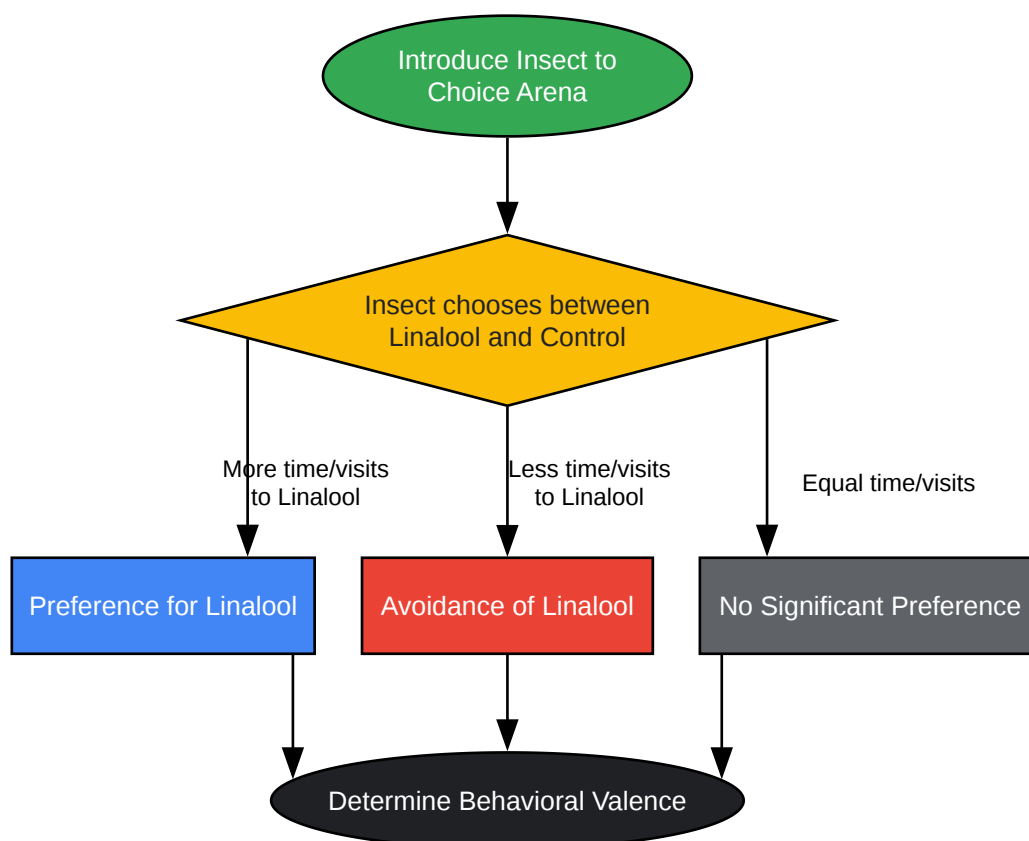 Introduce Insect to
Choice Arena
Insect chooses between
Linalool and Control
More time/visits
to Linalool
Less time/visits
to Linalool
Equal time/visits
Preference for Linalool
Avoidance of Linalool
No Significant Preference
Determine Behavioral Valence